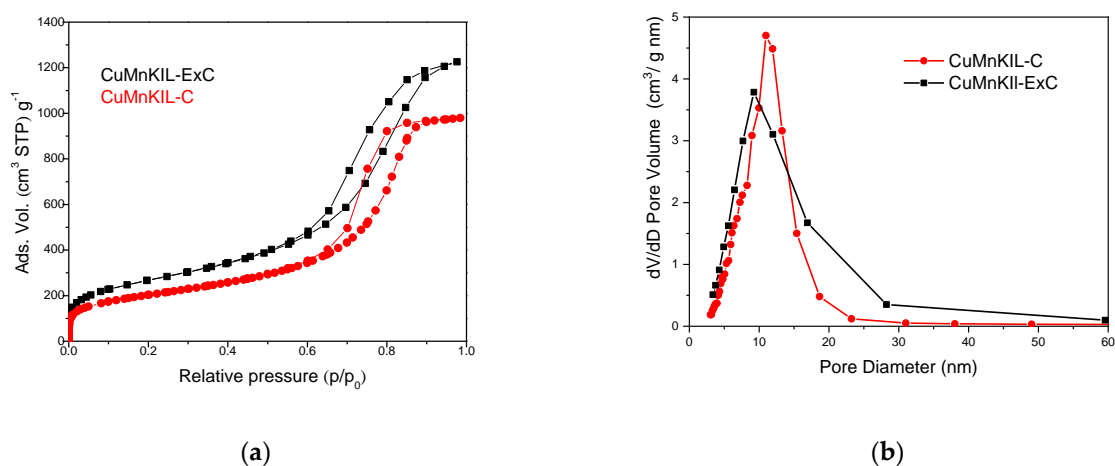 1400
1200
1000
800
600
400
200
0
Ads. Vol. (cm³ STP) g⁻¹
CuMnKIL-ExC
CuMnKIL-C
0.0 0.2 0.4 0.6 0.8 1.0
Relative pressure (p/p₀)
(a)
5
4
3
2
1
0
dV/dD Pore Volume (cm³/ g nm)
CuMnKIL-C
CuMnKIl-ExC
0 10 20 30 40 50 60
Pore Diameter (nm)
(b)